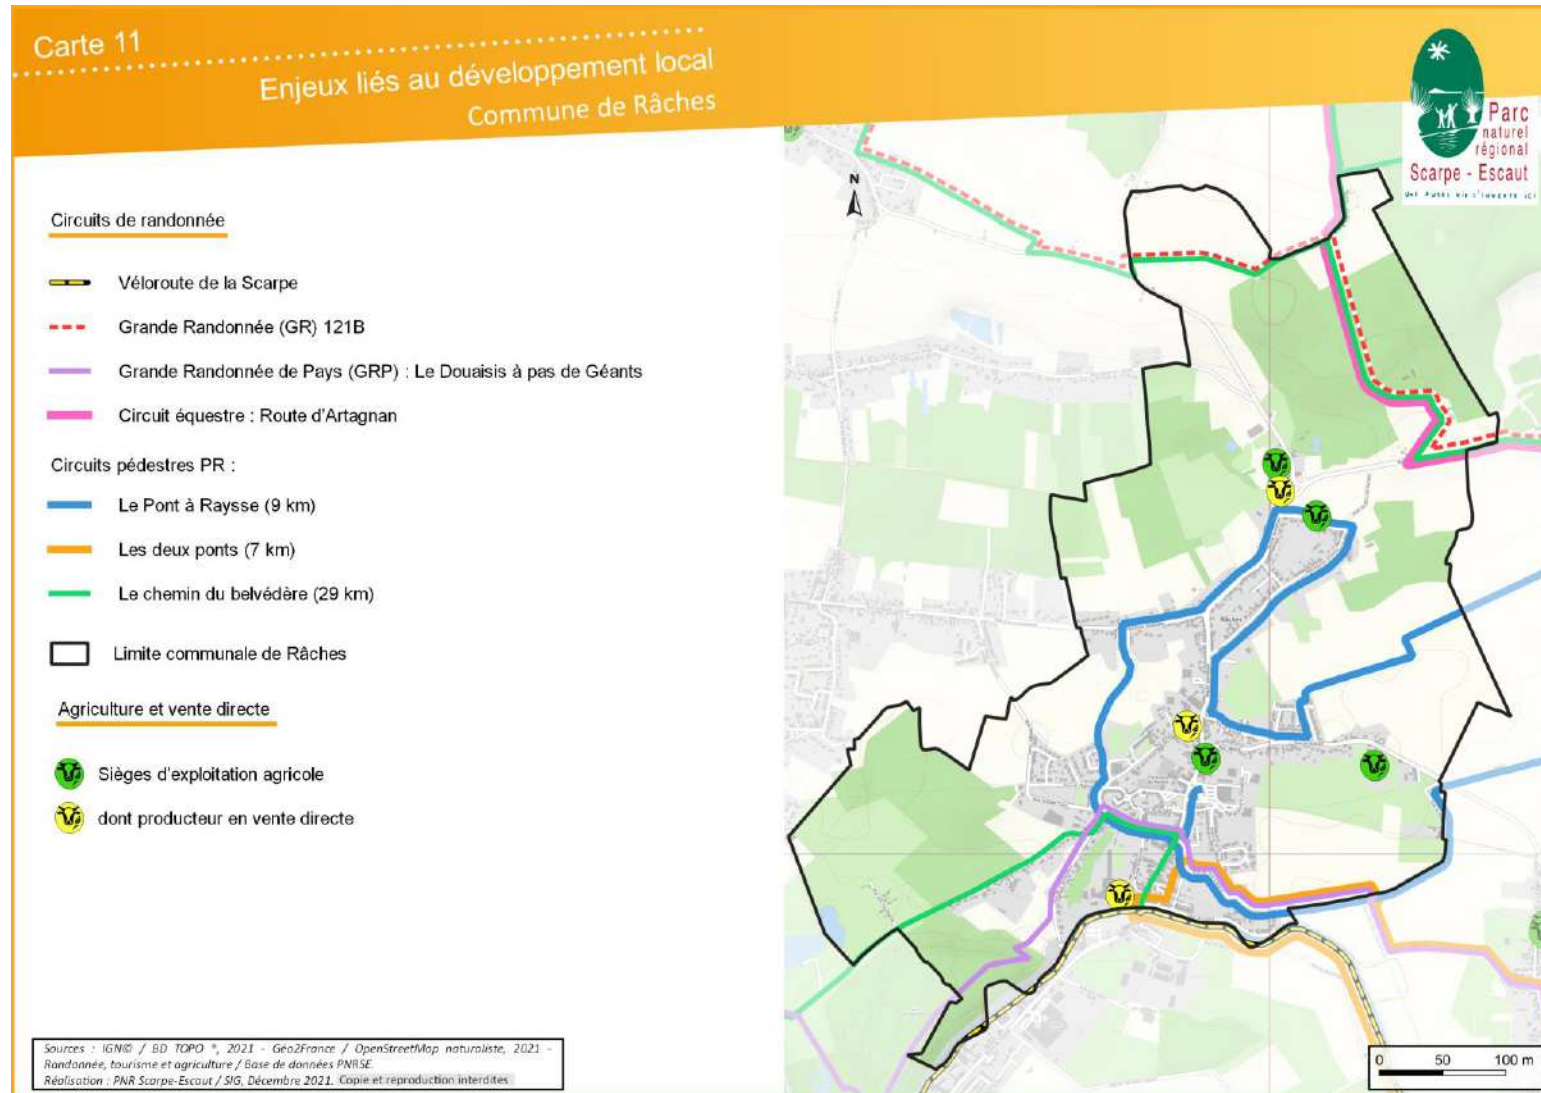 Carte 11
Enjeux liés au développement local
Commune de Râches
Parc
naturel
régional
Scarpe - Escaut
N
Circuits de randonnée
Véloroute de la Scarpe
Grande Randonnée (GR) 121B
Grande Randonnée de Pays (GRP) : Le Douaisis à pas de Géants
Circuit équestre : Route d'Artagnan
Circuits pédestres PR :
Le Pont à Raysse (9 km)
Les deux ponts (7 km)
Le chemin du belvédère (29 km)
Limite communale de Râches
Agriculture et vente directe
Sièges d'exploitation agricole
dont producteur en vente directe
Râches
Sources : IGN© / BD TOPO ®, 2021 - Géo2France / OpenStreetMap naturaliste, 2021 -
Randonnée, tourisme et agriculture / Base de données PNRSE.
Réalisation : PNR Scarpe-Escaut / SIG, Décembre 2021. Copie et reproduction interdites
0 50 100 m